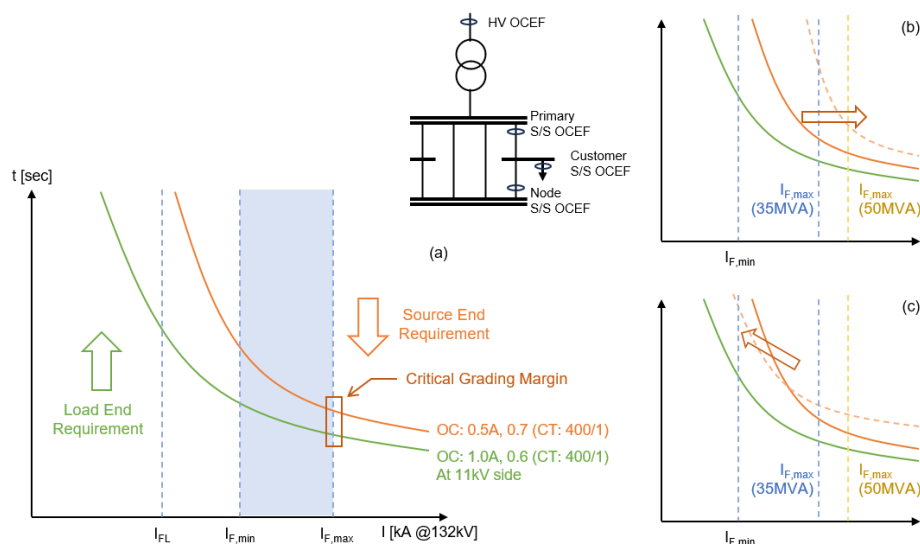 HV OCEF
Primary
S/S OCEF
Customer
S/S OCEF
Node
S/S OCEF
(a)
t [sec]
Source End
Requirement
Critical Grading Margin
Load End
Requirement
OC: 0.5A, 0.7 (CT: 400/1)
OC: 1.0A, 0.6 (CT: 400/1)
At 11kV side
I_FL
I_F,min
I_F,max
I [kA @132kV]
(b)
I_F,max
(35MVA)
I_F,max
(50MVA)
I_F,min
(c)
I_F,max
(35MVA)
I_F,max
(50MVA)
I_F,min